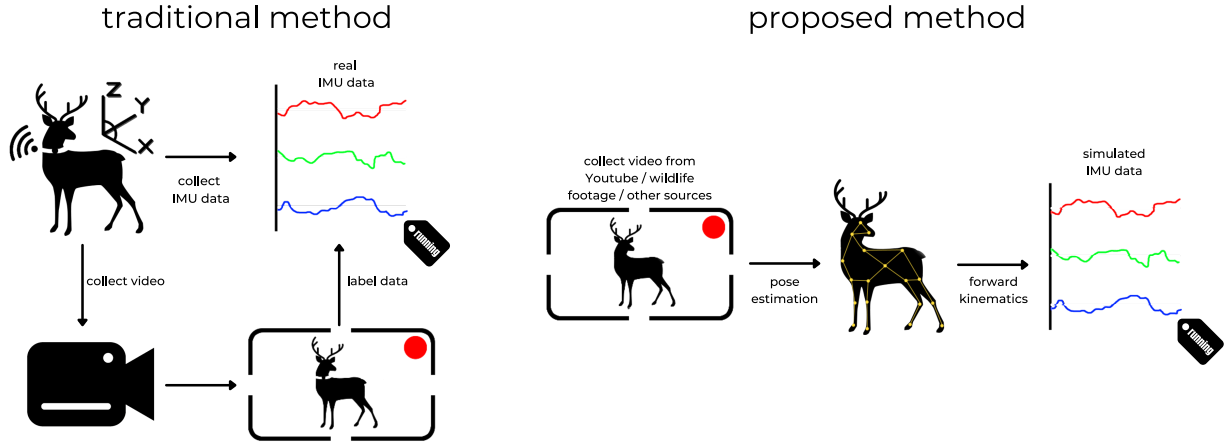 traditional method
proposed method
real
IMU data
Z
Y
X
collect
IMU data
running
collect video
label data
collect video from
Youtube / wildlife
footage / other sources
pose
estimation
forward
kinematics
simulated
IMU data
running